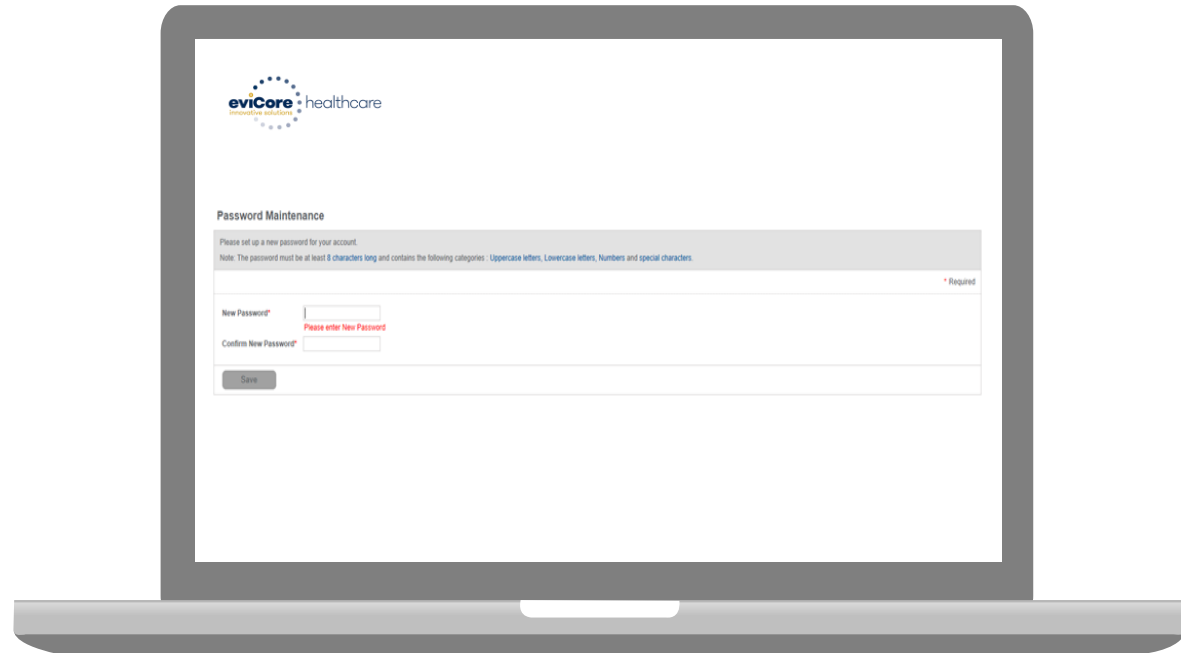 eviCore healthcare
innovative solutions
Password Maintenance
Please set up a new password for your account.
Note: The password must be at least 8 characters long and contains the following categories : Uppercase letters, Lowercase letters, Numbers and special characters.
* Required
New Password*
Please enter New Password
Confirm New Password*
Save